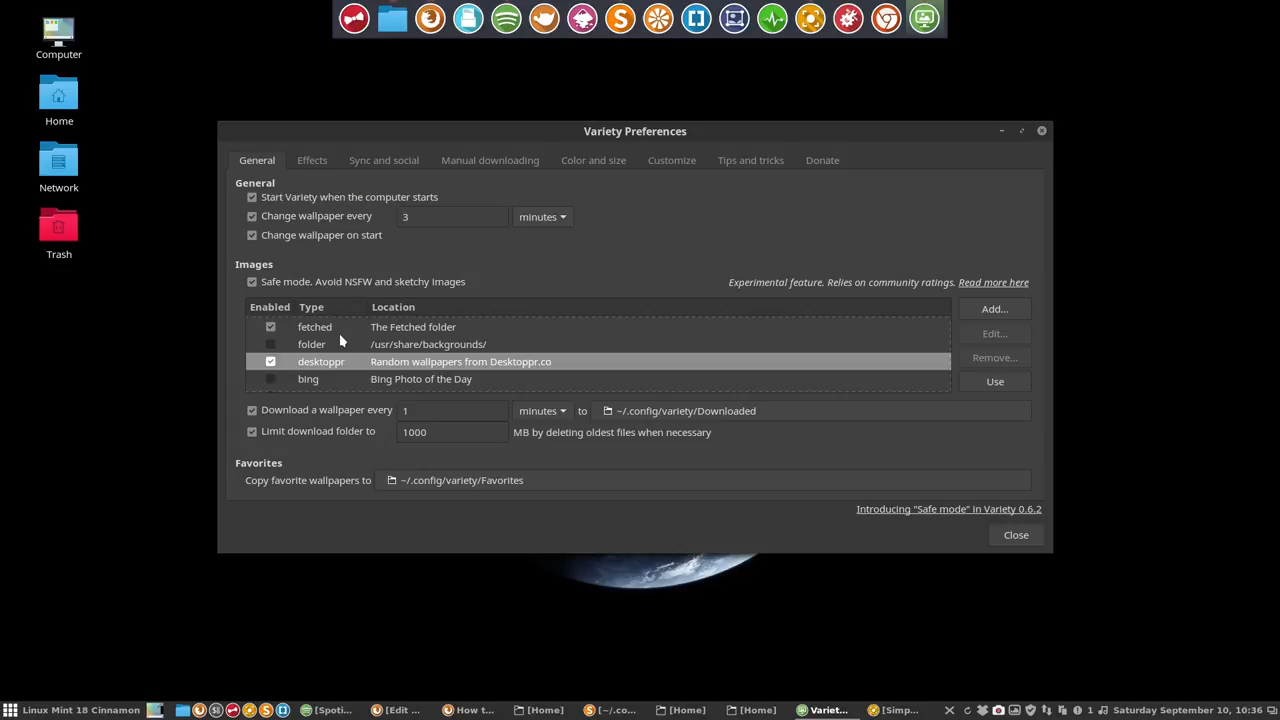 Computer
Home
Network
Trash
Variety Preferences
General Effects Sync and social Manual downloading Color and size Customize Tips and tricks Donate
General
Start Variety when the computer starts
Change wallpaper every 3 minutes
Change wallpaper on start
Images
Safe mode. Avoid NSFW and sketchy images Experimental feature. Relies on community ratings. Read more here
Enabled Type Location Add...
fetched The Fetched folder
folder /usr/share/backgrounds/ Edit...
desktoppr Random wallpapers from Desktoppr.co Remove...
bing Bing Photo of the Day Use
Download a wallpaper every 1 minutes to ~/.config/variety/Downloaded
Limit download folder to 1000 MB by deleting oldest files when necessary
Favorites
Copy favorite wallpapers to ~/.config/variety/Favorites
Introducing "Safe mode" in Variety 0.6.2
Close
Linux Mint 18 Cinnamon [Spoti... [Edit ... How t... [Home] [~/.co... [Home] [Home] Variet... [Simp... 1 Saturday September 10, 10:36